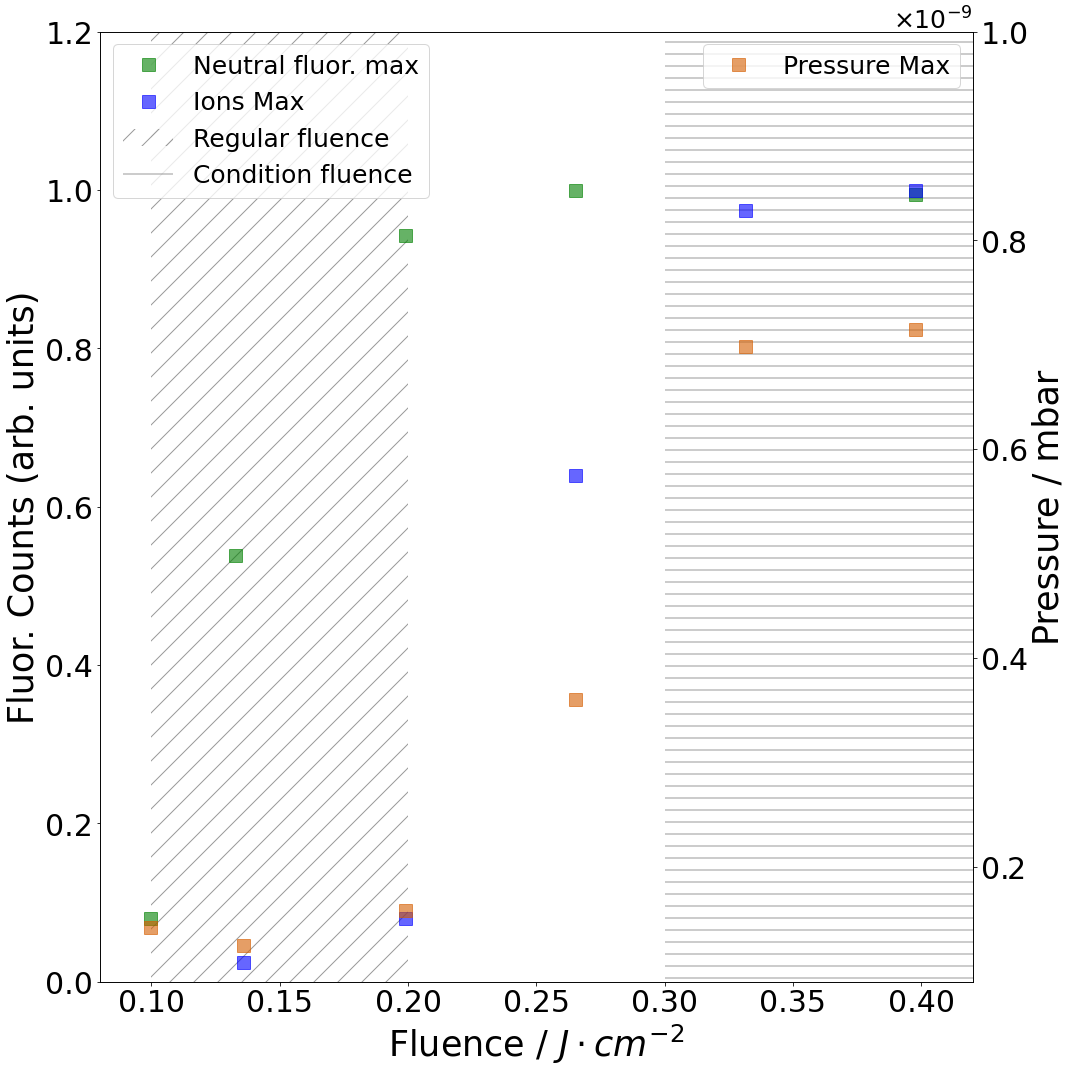 ×10⁻⁹
Neutral fluor. max
Ions Max
Regular fluence
Condition fluence
Pressure Max
Fluor. Counts (arb. units)
1.2
1.0
0.8
0.6
0.4
0.2
0.0
Pressure / mbar
1.0
0.8
0.6
0.4
0.2
0.10 0.15 0.20 0.25 0.30 0.35 0.40
Fluence / J · cm⁻²